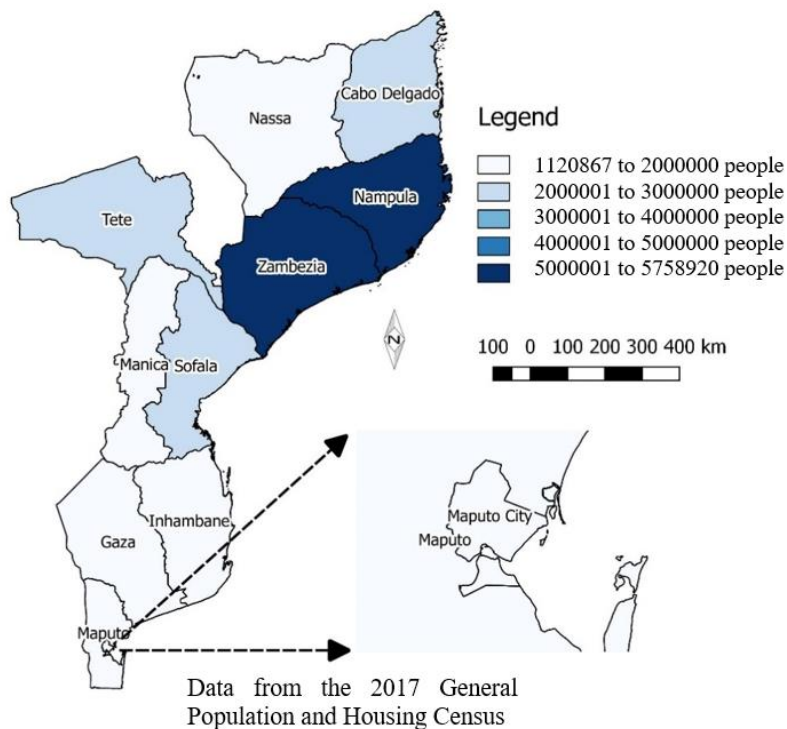 Cabo Delgado
Nassa
Nampula
Tete
Zambezia
Manica
Sofala
Inhambane
Gaza
Maputo
Legend
1120867 to 2000000 people
2000001 to 3000000 people
3000001 to 4000000 people
4000001 to 5000000 people
5000001 to 5758920 people
N
100 0 100 200 300 400 km
Maputo City
Maputo
Data from the 2017 General
Population and Housing Census